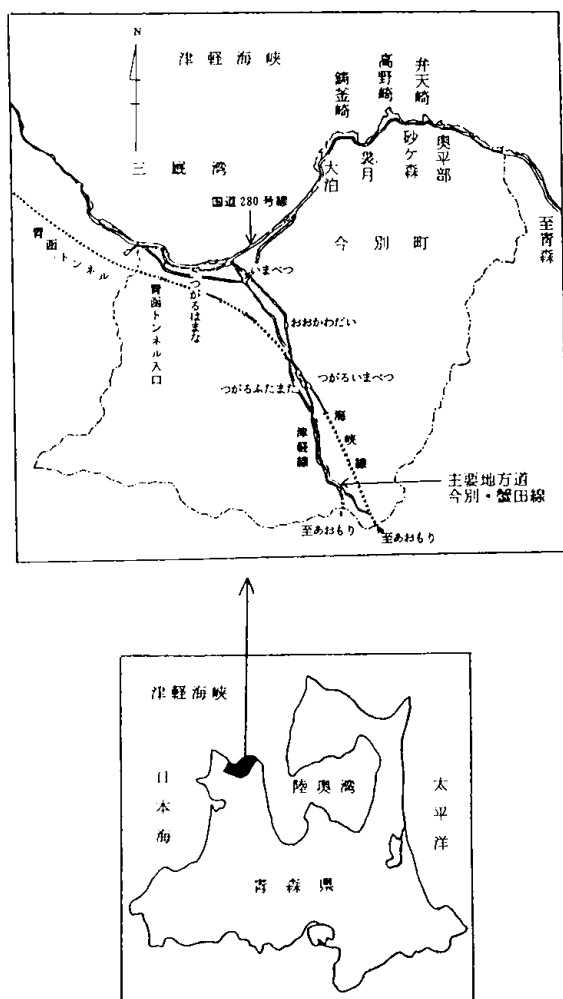 N
津軽海峡
三厩湾
鋳釜崎
高野崎
弁天崎
大泊
袰月
砂ケ森
奥平部
国道280号線
今別町
至青森
青函トンネル
青函トンネル入口
つがるはまな
いまべつ
おおかわだい
つがるふたまた
つがるいまべつ
津軽線
海峡線
主要地方道
今別・蟹田線
至あおもり
至あおもり
津軽海峡
日本海
陸奥湾
太平洋
青森県